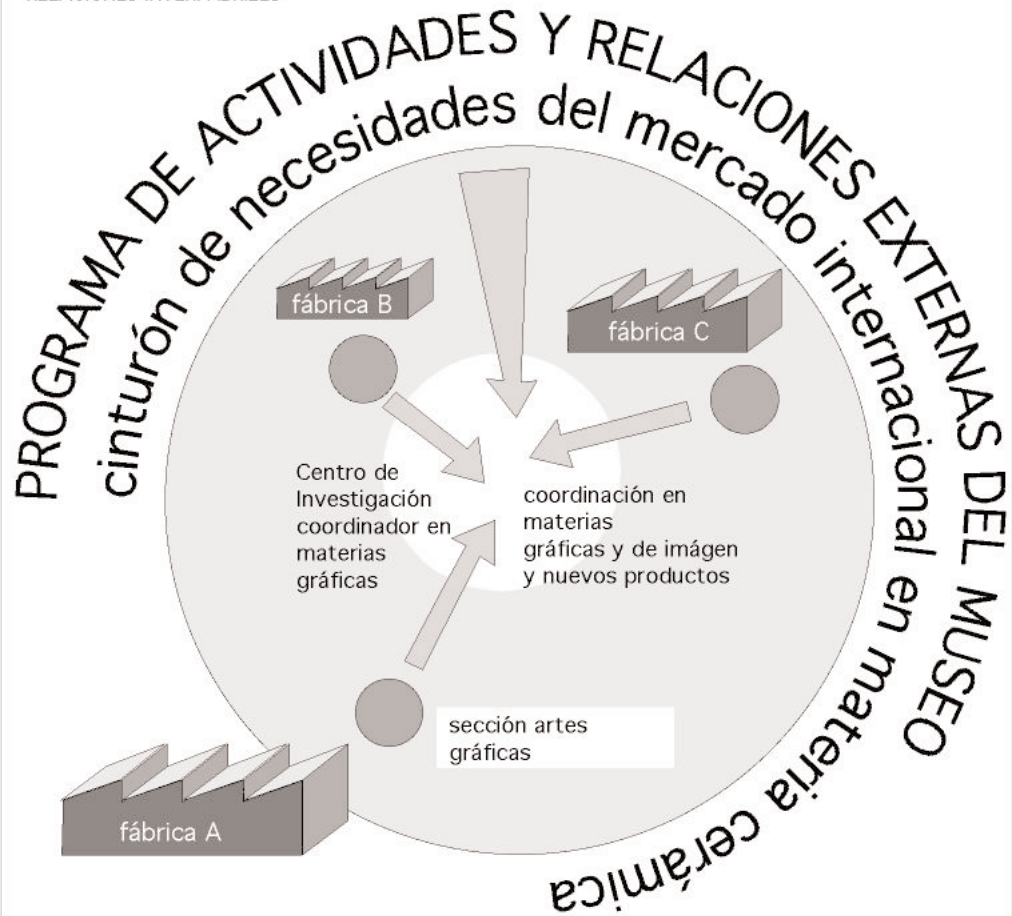 PROGRAMA DE ACTIVIDADES Y RELACIONES EXTERNAS DEL MUSEO
cinturón de necesidades del mercado internacional en materia cerámica
fábrica B
fábrica C
Centro de
Investigación
coordinador en
materias
gráficas
coordinación en
materias
gráficas y de imágen
y nuevos productos
sección artes
gráficas
fábrica A